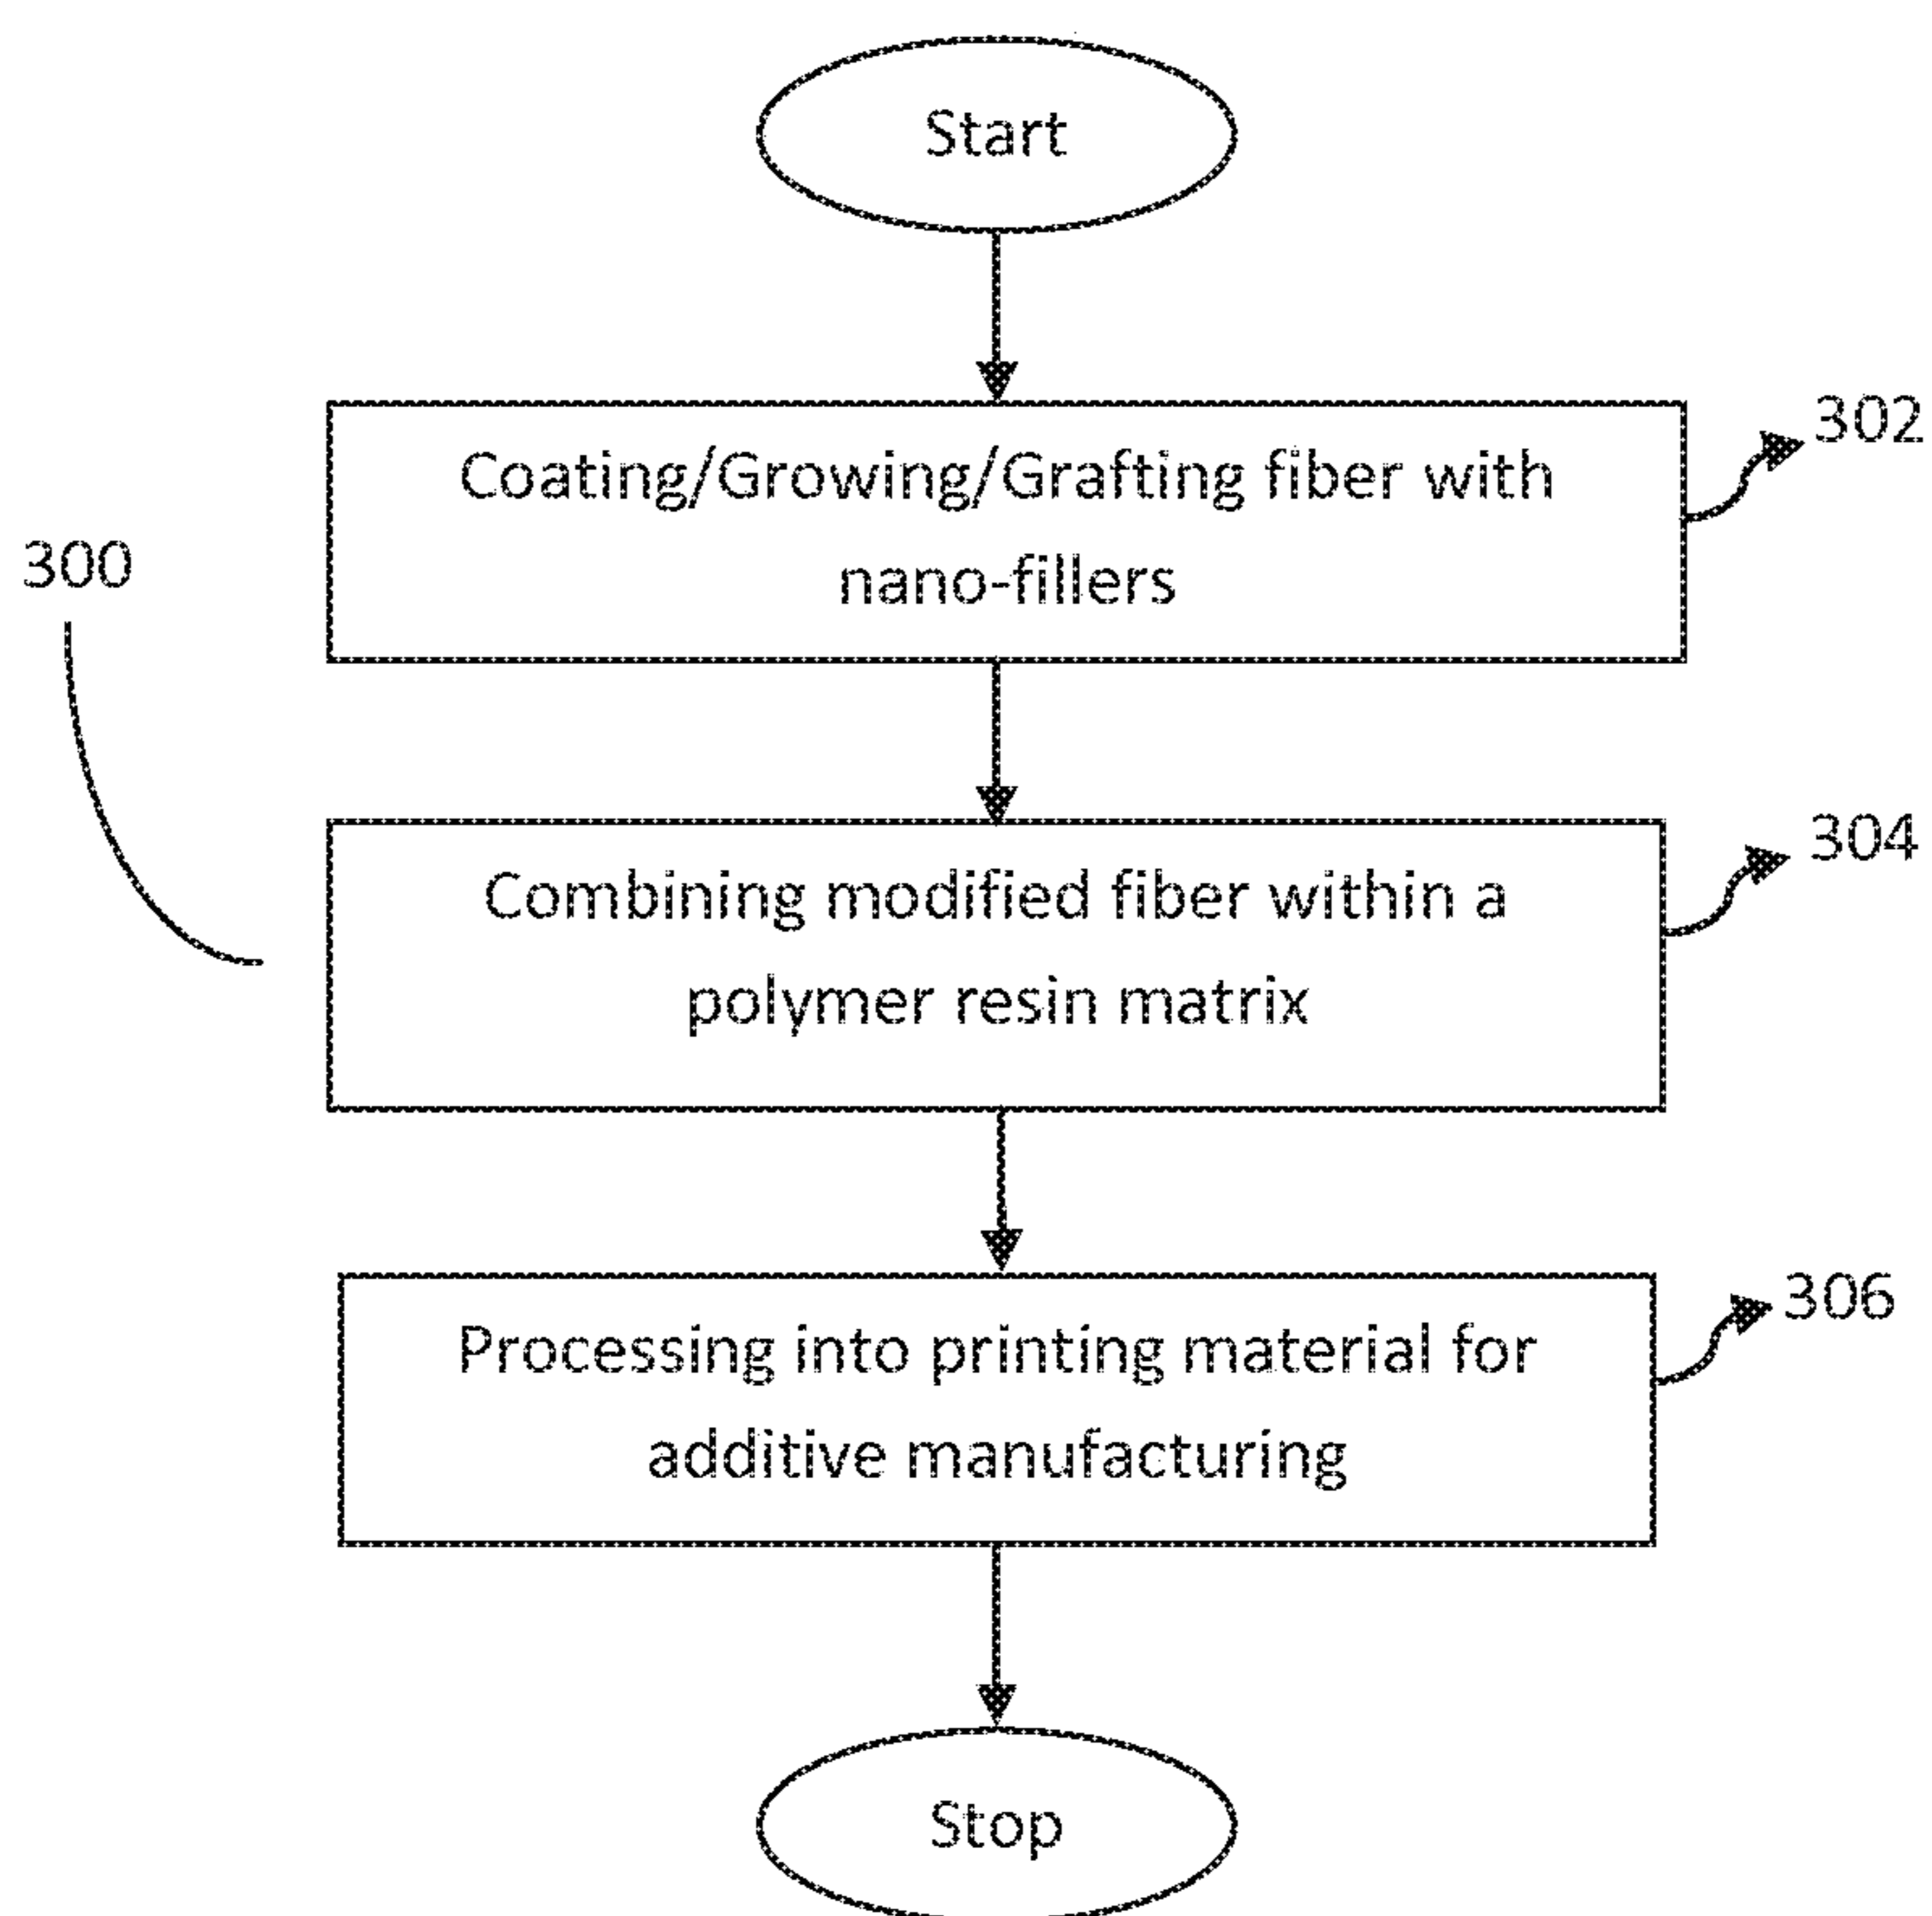 Start
302
Coating/Growing/Grafting fiber with
nano-fillers
300
304
Combining modified fiber within a
polymer resin matrix
306
Processing into printing material for
additive manufacturing
Stop